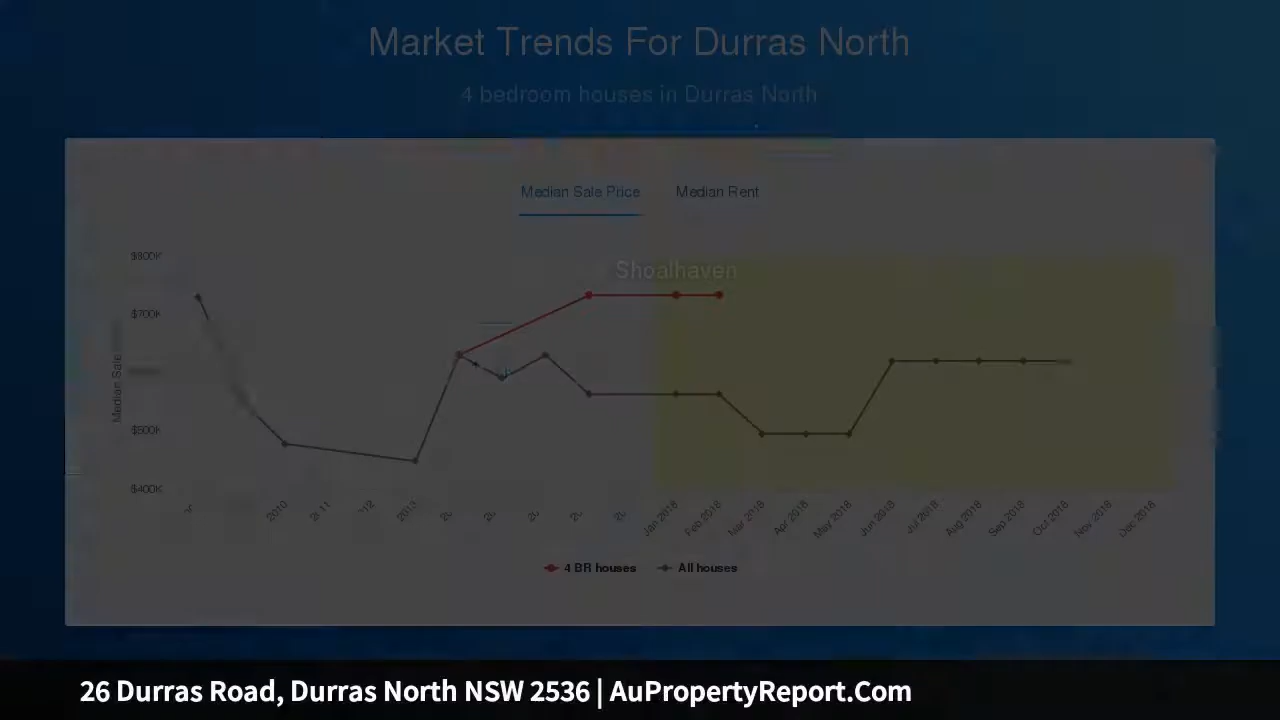 Market Trends For Durras North
4 bedroom houses in Durras North
Median Sale Price
Median Rent
$800K
Shoalhaven
$700K
Median Sale
$500K
$400K
2010
2011
2013
Jan 2018
Feb 2018
Mar 2018
Apr 2018
May 2018
Jun 2018
Jul 2018
Aug 2018
Sep 2018
Oct 2018
Nov 2018
Dec 2018
4 BR houses
All houses
26 Durras Road, Durras North NSW 2536 | AuPropertyReport.Com